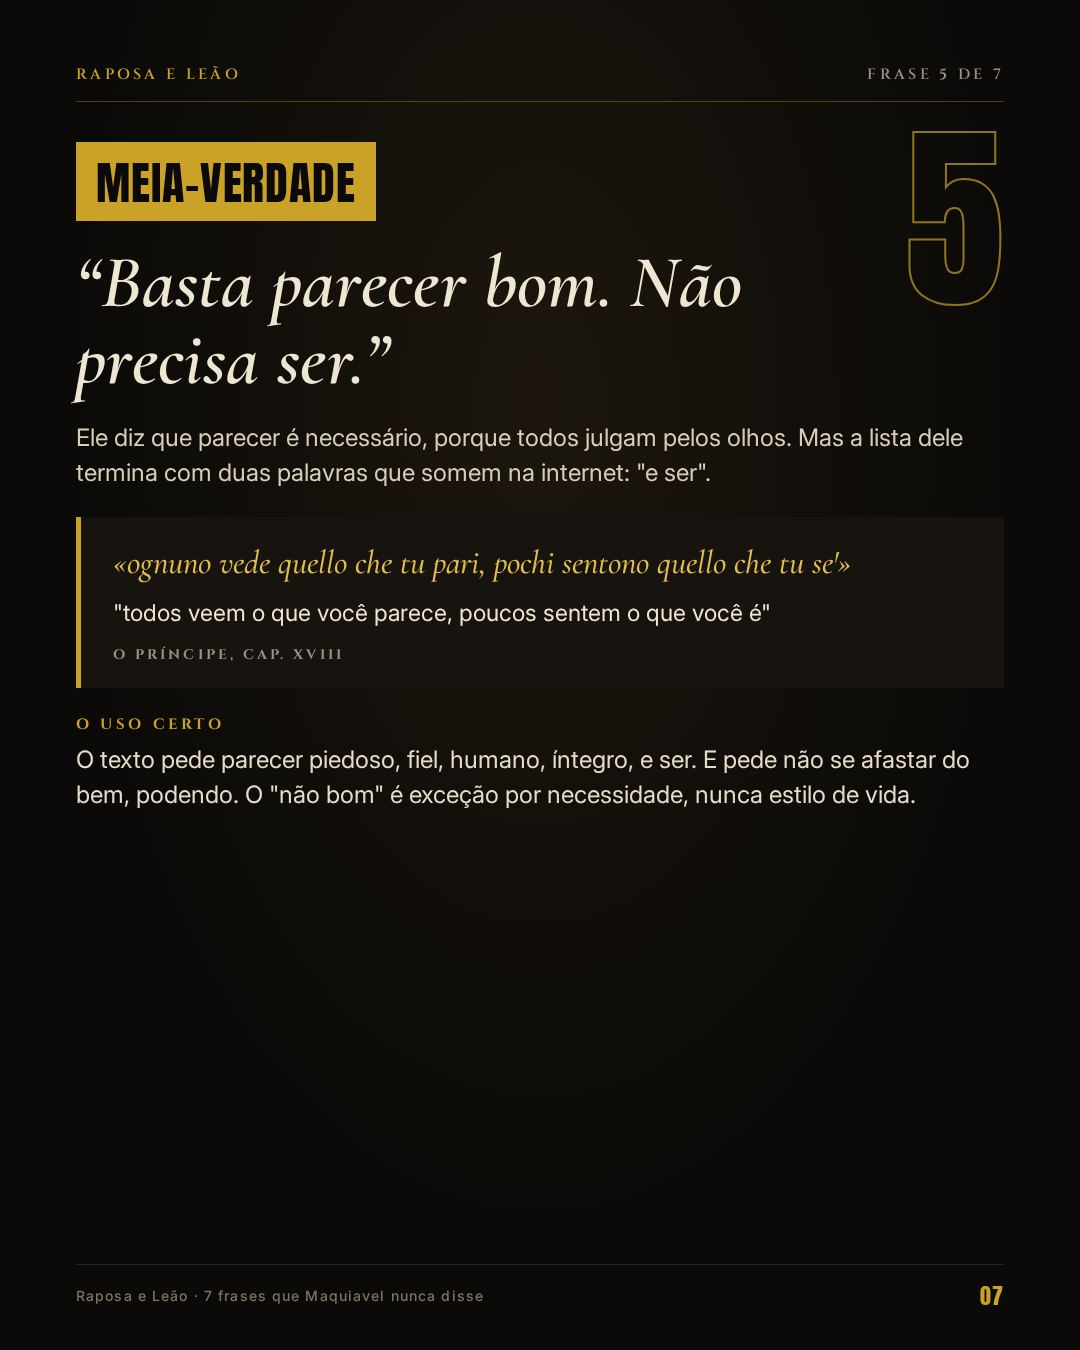 RAPOSA E LEÃO
FRASE 5 DE 7
5
MEIA-VERDADE
“Basta parecer bom. Não
precisa ser.”
Ele diz que parecer é necessário, porque todos julgam pelos olhos. Mas a lista dele
termina com duas palavras que somem na internet: "e ser".
«ognuno vede quello che tu pari, pochi sentono quello che tu se'»
"todos veem o que você parece, poucos sentem o que você é"
O PRÍNCIPE, CAP. XVIII
O USO CERTO
O texto pede parecer piedoso, fiel, humano, íntegro, e ser. E pede não se afastar do
bem, podendo. O "não bom" é exceção por necessidade, nunca estilo de vida.
Raposa e Leão · 7 frases que Maquiavel nunca disse
07